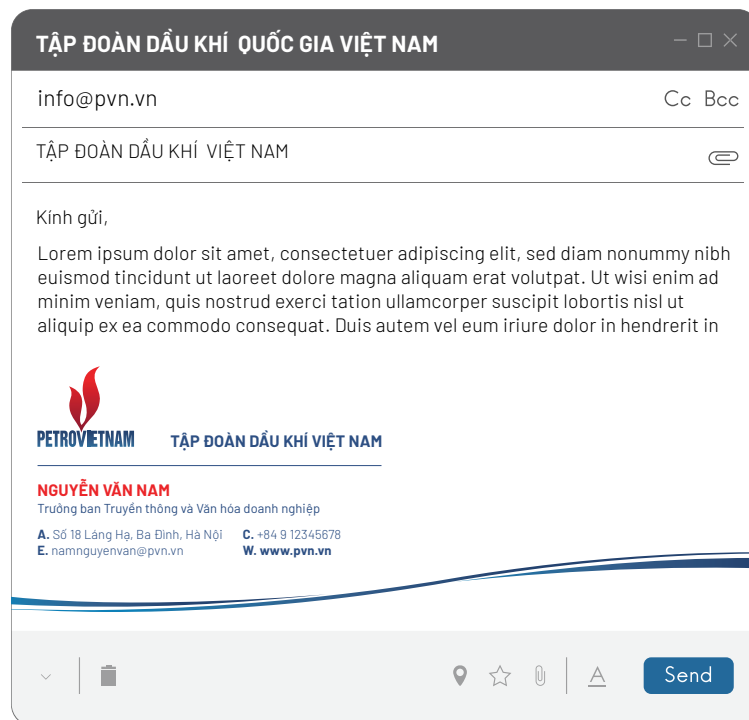 TẬP ĐOÀN DẦU KHÍ QUỐC GIA VIỆT NAM
info@pvn.vn Cc Bcc
TẬP ĐOÀN DẦU KHÍ VIỆT NAM
Kính gửi,
Lorem ipsum dolor sit amet, consectetuer adipiscing elit, sed diam nonummy nibh
euismod tincidunt ut laoreet dolore magna aliquam erat volutpat. Ut wisi enim ad
minim veniam, quis nostrud exerci tation ullamcorper suscipit lobortis nisl ut
aliquip ex ea commodo consequat. Duis autem vel eum iriure dolor in hendrerit in
PETROVIETNAM TẬP ĐOÀN DẦU KHÍ VIỆT NAM
NGUYỄN VĂN NAM
Trưởng ban Truyền thông và Văn hóa doanh nghiệp
A. Số 18 Láng Hạ, Ba Đình, Hà Nội C. +84 9 12345678
E. namnguyenvan@pvn.vn W. www.pvn.vn
A Send